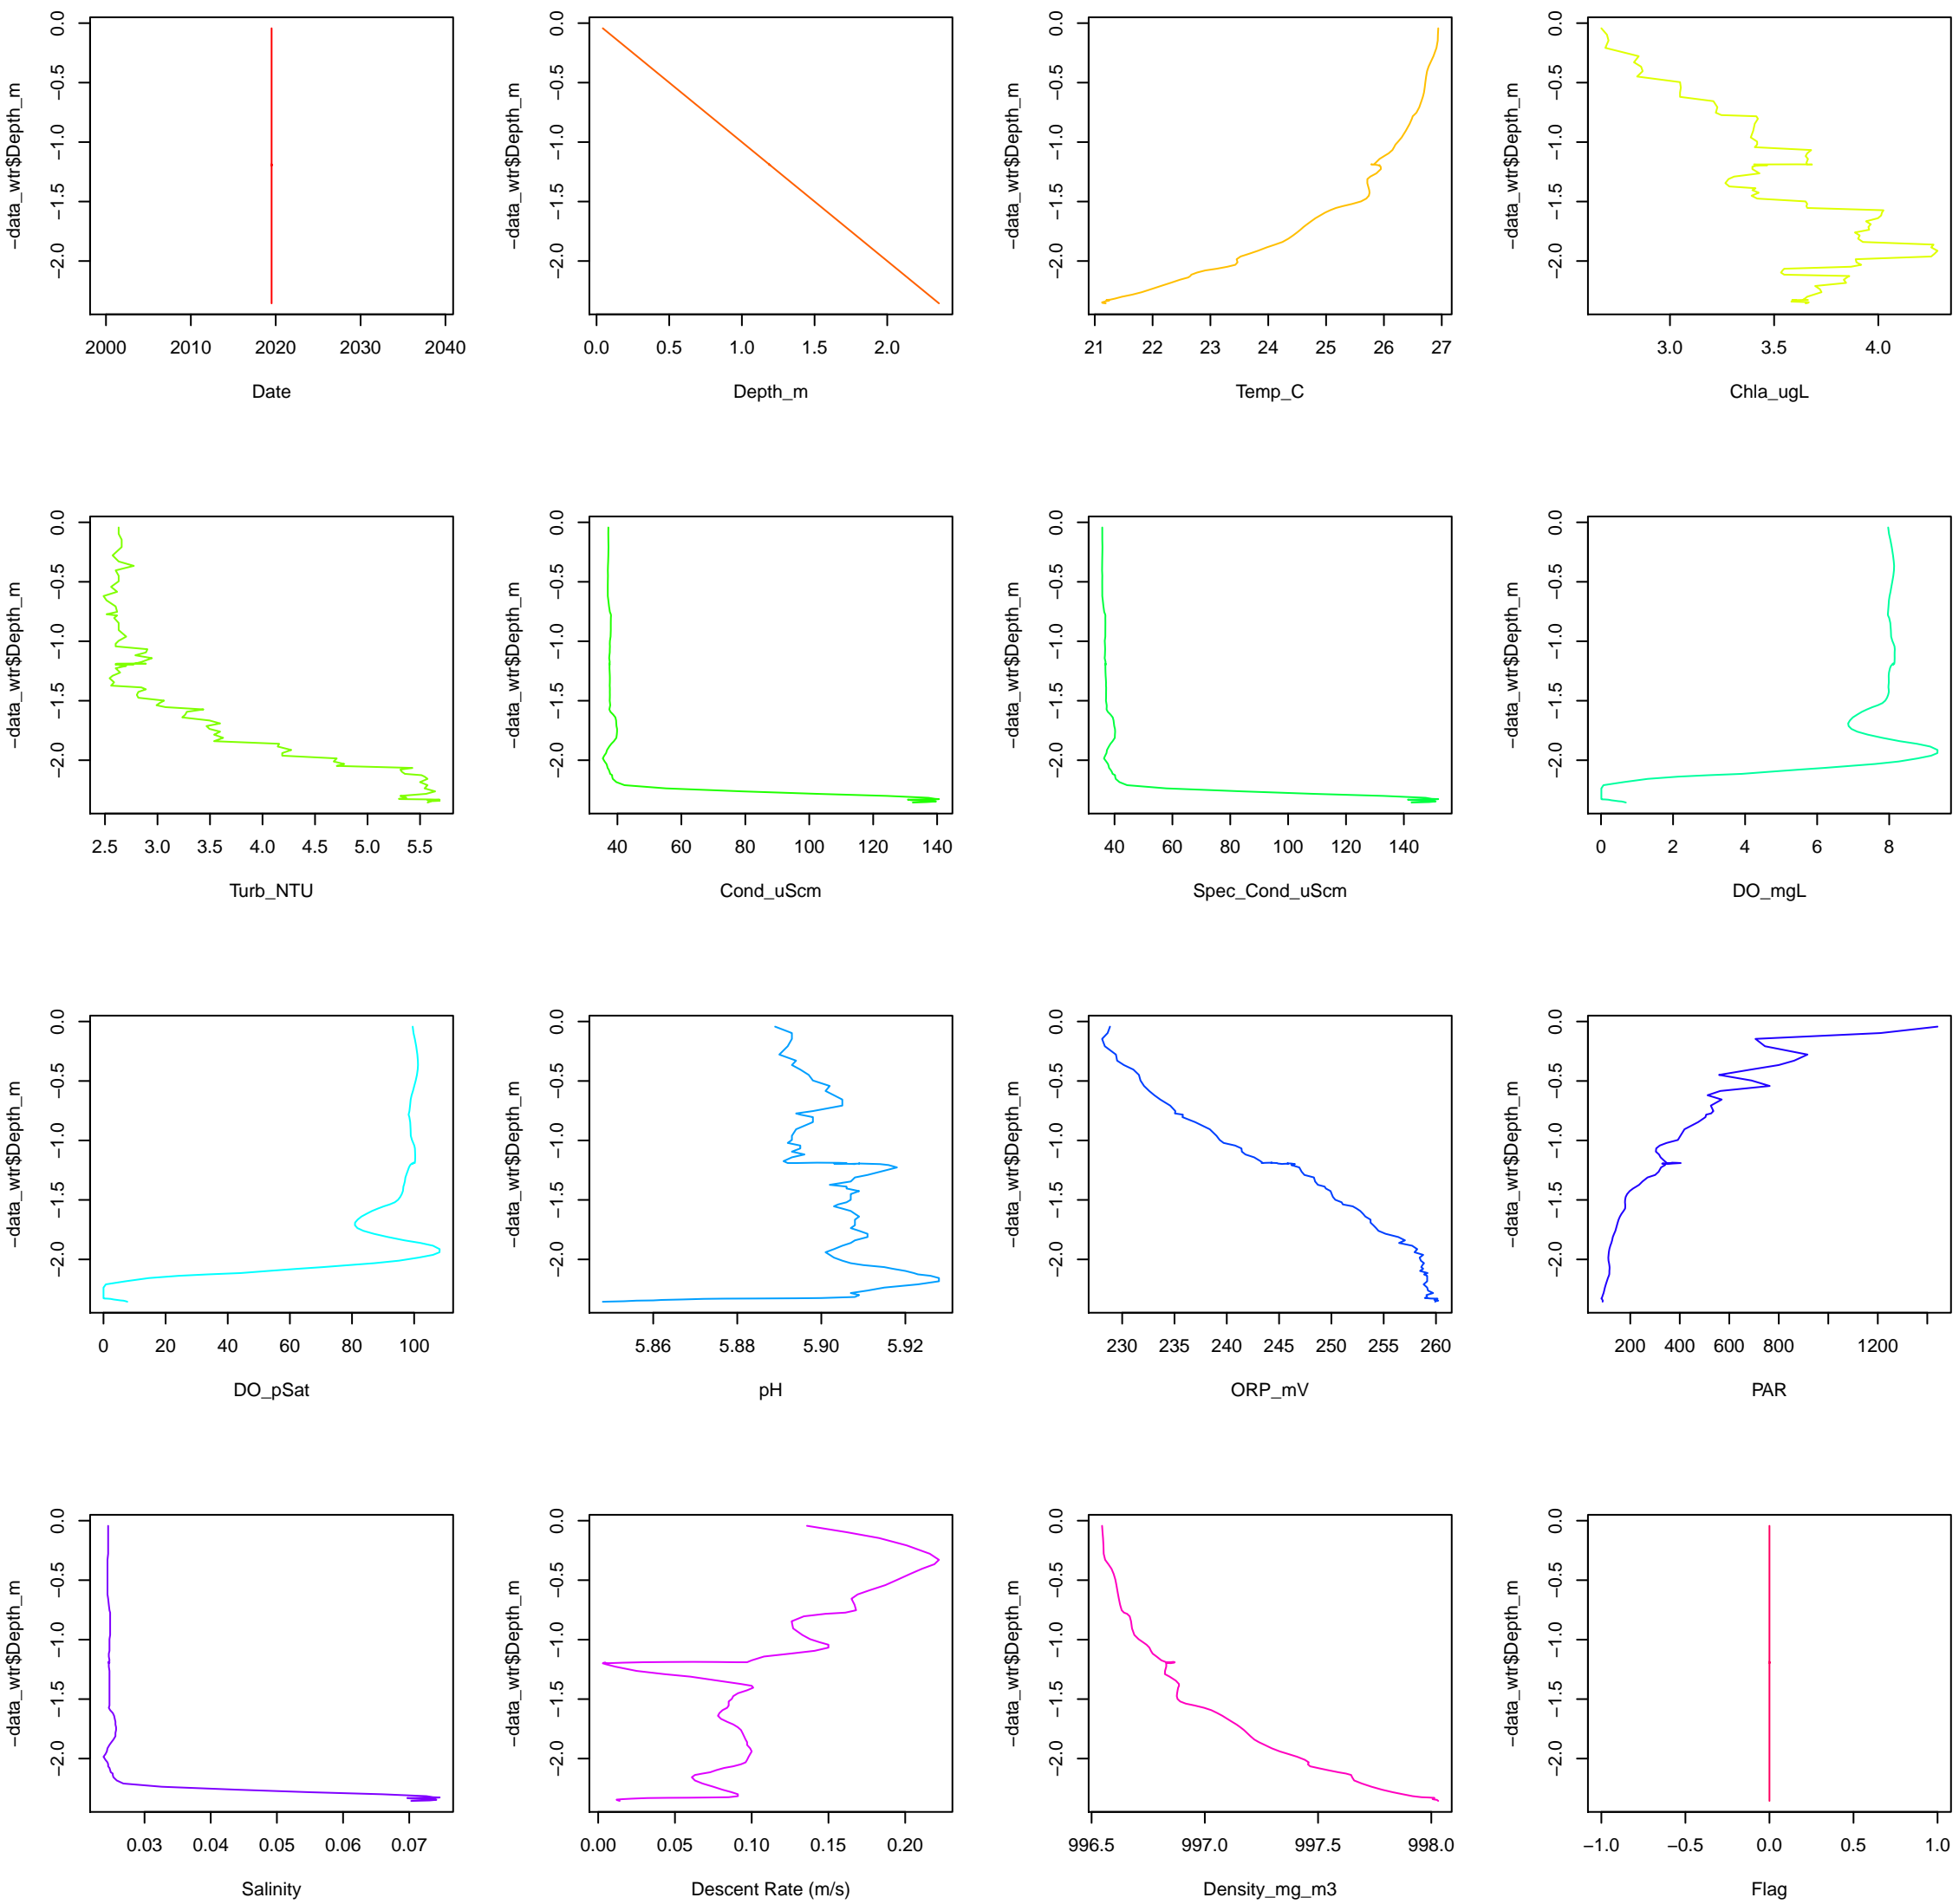 −data_wtr$Depth_m
0.0
−0.5
−1.0
−1.5
−2.0
2000 2010 2020 2030 2040
Date
−data_wtr$Depth_m
0.0
−0.5
−1.0
−1.5
−2.0
0.0 0.5 1.0 1.5 2.0
Depth_m
−data_wtr$Depth_m
0.0
−0.5
−1.0
−1.5
−2.0
21 22 23 24 25 26 27
Temp_C
−data_wtr$Depth_m
0.0
−0.5
−1.0
−1.5
−2.0
3.0 3.5 4.0
Chla_ugL
−data_wtr$Depth_m
0.0
−0.5
−1.0
−1.5
−2.0
2.5 3.0 3.5 4.0 4.5 5.0 5.5
Turb_NTU
−data_wtr$Depth_m
0.0
−0.5
−1.0
−1.5
−2.0
40 60 80 100 120 140
Cond_uScm
−data_wtr$Depth_m
0.0
−0.5
−1.0
−1.5
−2.0
40 60 80 100 120 140
Spec_Cond_uScm
−data_wtr$Depth_m
0.0
−0.5
−1.0
−1.5
−2.0
0 2 4 6 8
DO_mgL
−data_wtr$Depth_m
0.0
−0.5
−1.0
−1.5
−2.0
0 20 40 60 80 100
DO_pSat
−data_wtr$Depth_m
0.0
−0.5
−1.0
−1.5
−2.0
5.86 5.88 5.90 5.92
pH
−data_wtr$Depth_m
0.0
−0.5
−1.0
−1.5
−2.0
230 235 240 245 250 255 260
ORP_mV
−data_wtr$Depth_m
0.0
−0.5
−1.0
−1.5
−2.0
200 400 600 800 1200
PAR
−data_wtr$Depth_m
0.0
−0.5
−1.0
−1.5
−2.0
0.03 0.04 0.05 0.06 0.07
Salinity
−data_wtr$Depth_m
0.0
−0.5
−1.0
−1.5
−2.0
0.00 0.05 0.10 0.15 0.20
Descent Rate (m/s)
−data_wtr$Depth_m
0.0
−0.5
−1.0
−1.5
−2.0
996.5 997.0 997.5 998.0
Density_mg_m3
−data_wtr$Depth_m
0.0
−0.5
−1.0
−1.5
−2.0
−1.0 −0.5 0.0 0.5 1.0
Flag